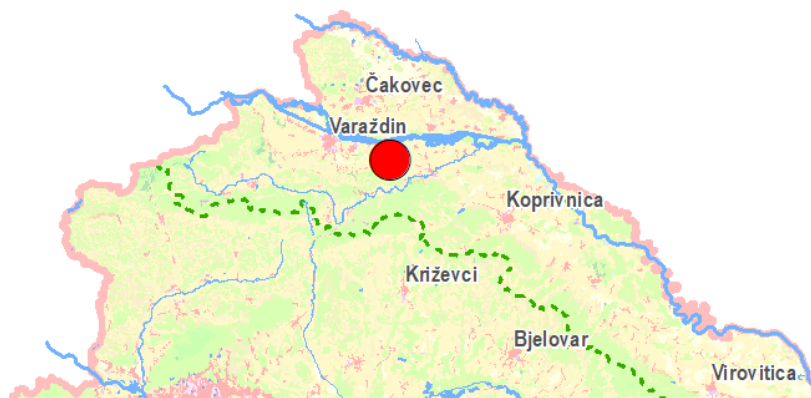 Čakovec
Varaždin
Koprivnica
Križevci
Bjelovar
Virovitica